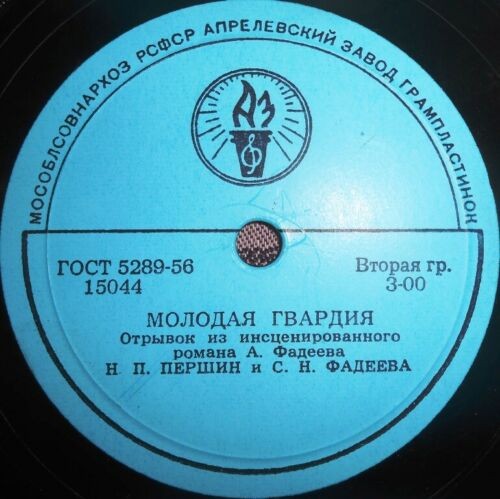 МОСОБЛСОВНАРХОЗ РСФСР АПРЕЛЕВСКИЙ ЗАВОД ГРАМПЛАСТИНОК
АЗ
ГОСТ 5289-56
15044
Вторая гр.
3-00
МОЛОДАЯ ГВАРДИЯ
Отрывок из инсценированного
романа А. Фадеева
Н. П. ПЕРШИН и С. Н. ФАДЕЕВА